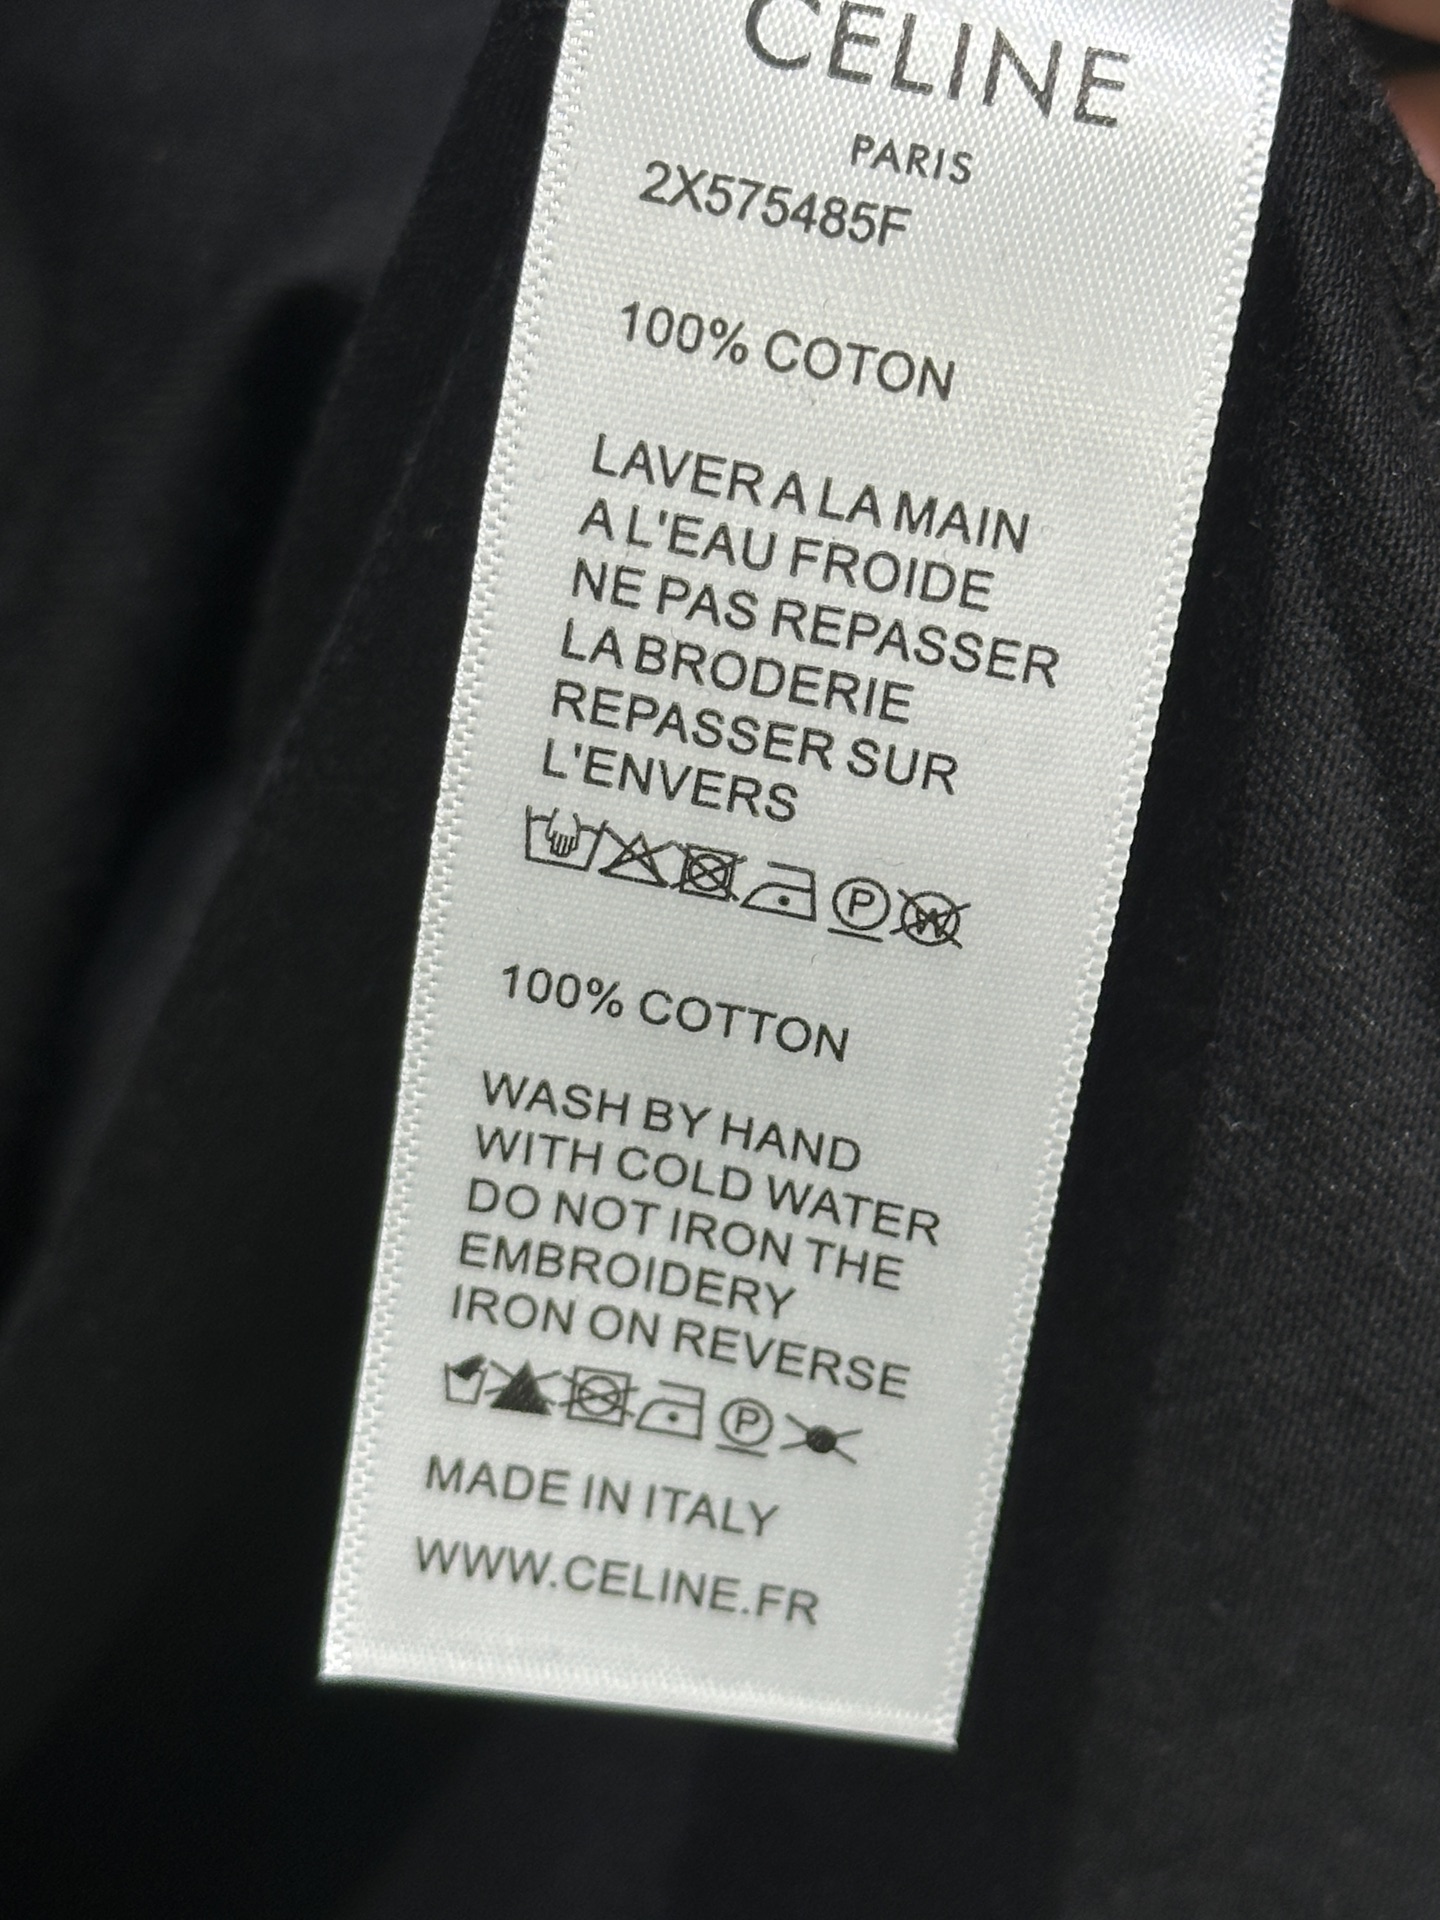 CELINE
PARIS
2X575485F
100% COTON
LAVER A LA MAIN
A L'EAU FROIDE
NE PAS REPASSER
LA BRODERIE
REPASSER SUR
L'ENVERS
P W
100% COTTON
WASH BY HAND
WITH COLD WATER
DO NOT IRON THE
EMBROIDERY
IRON ON REVERSE
P
MADE IN ITALY
WWW.CELINE.FR